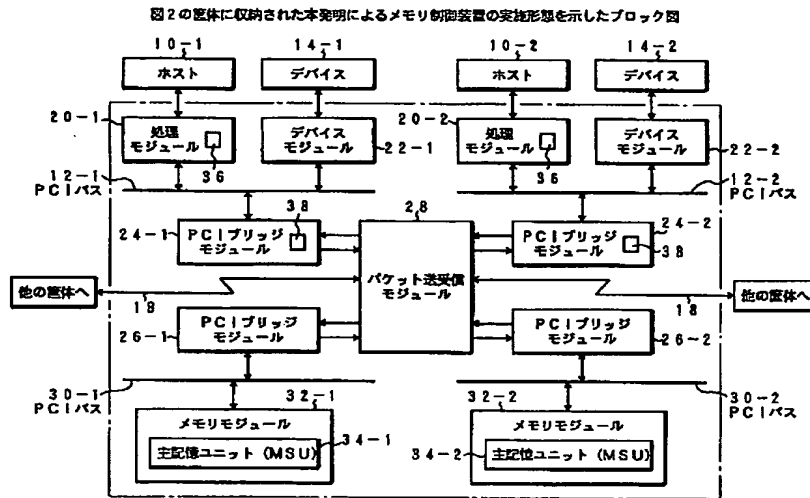 図2の筐体に収納された本発明によるメモリ制御装置の実施形態を示したブロック図
10-1 14-1 10-2 14-2
ホスト デバイス ホスト デバイス
20-1 20-2
処理
モジュール
デバイス
モジュール
処理
モジュール
デバイス
モジュール
36 22-1 36 22-2
12-1
PCIバス
12-2
PCIバス
38 28 24-2
24-1
PCIブリッジ
モジュール
PCIブリッジ
モジュール
38
パケット送受信
モジュール
他の筐体へ 18 18 他の筐体へ
PCIブリッジ
モジュール
PCIブリッジ
モジュール
26-1 26-2
30-1
PCIバス
32-1 32-2 30-2
PCIバス
メモリモジュール
主記憶ユニット(MSU)
34-1
メモリモジュール
主記憶ユニット(MSU)
34-2